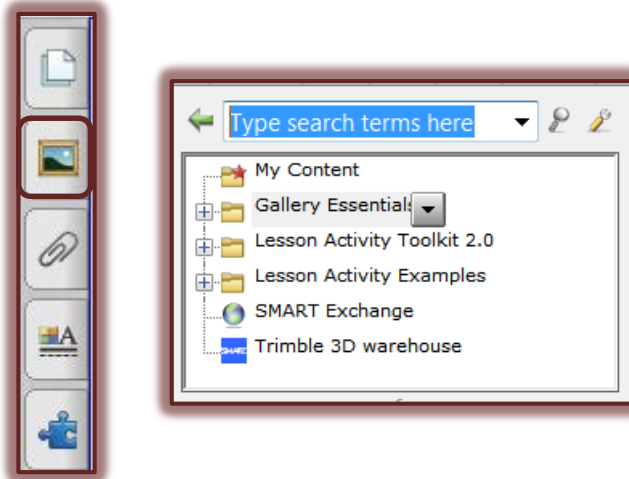 Type search terms here
My Content
Gallery Essentials
Lesson Activity Toolkit 2.0
Lesson Activity Examples
SMART Exchange
Trimble 3D warehouse
A